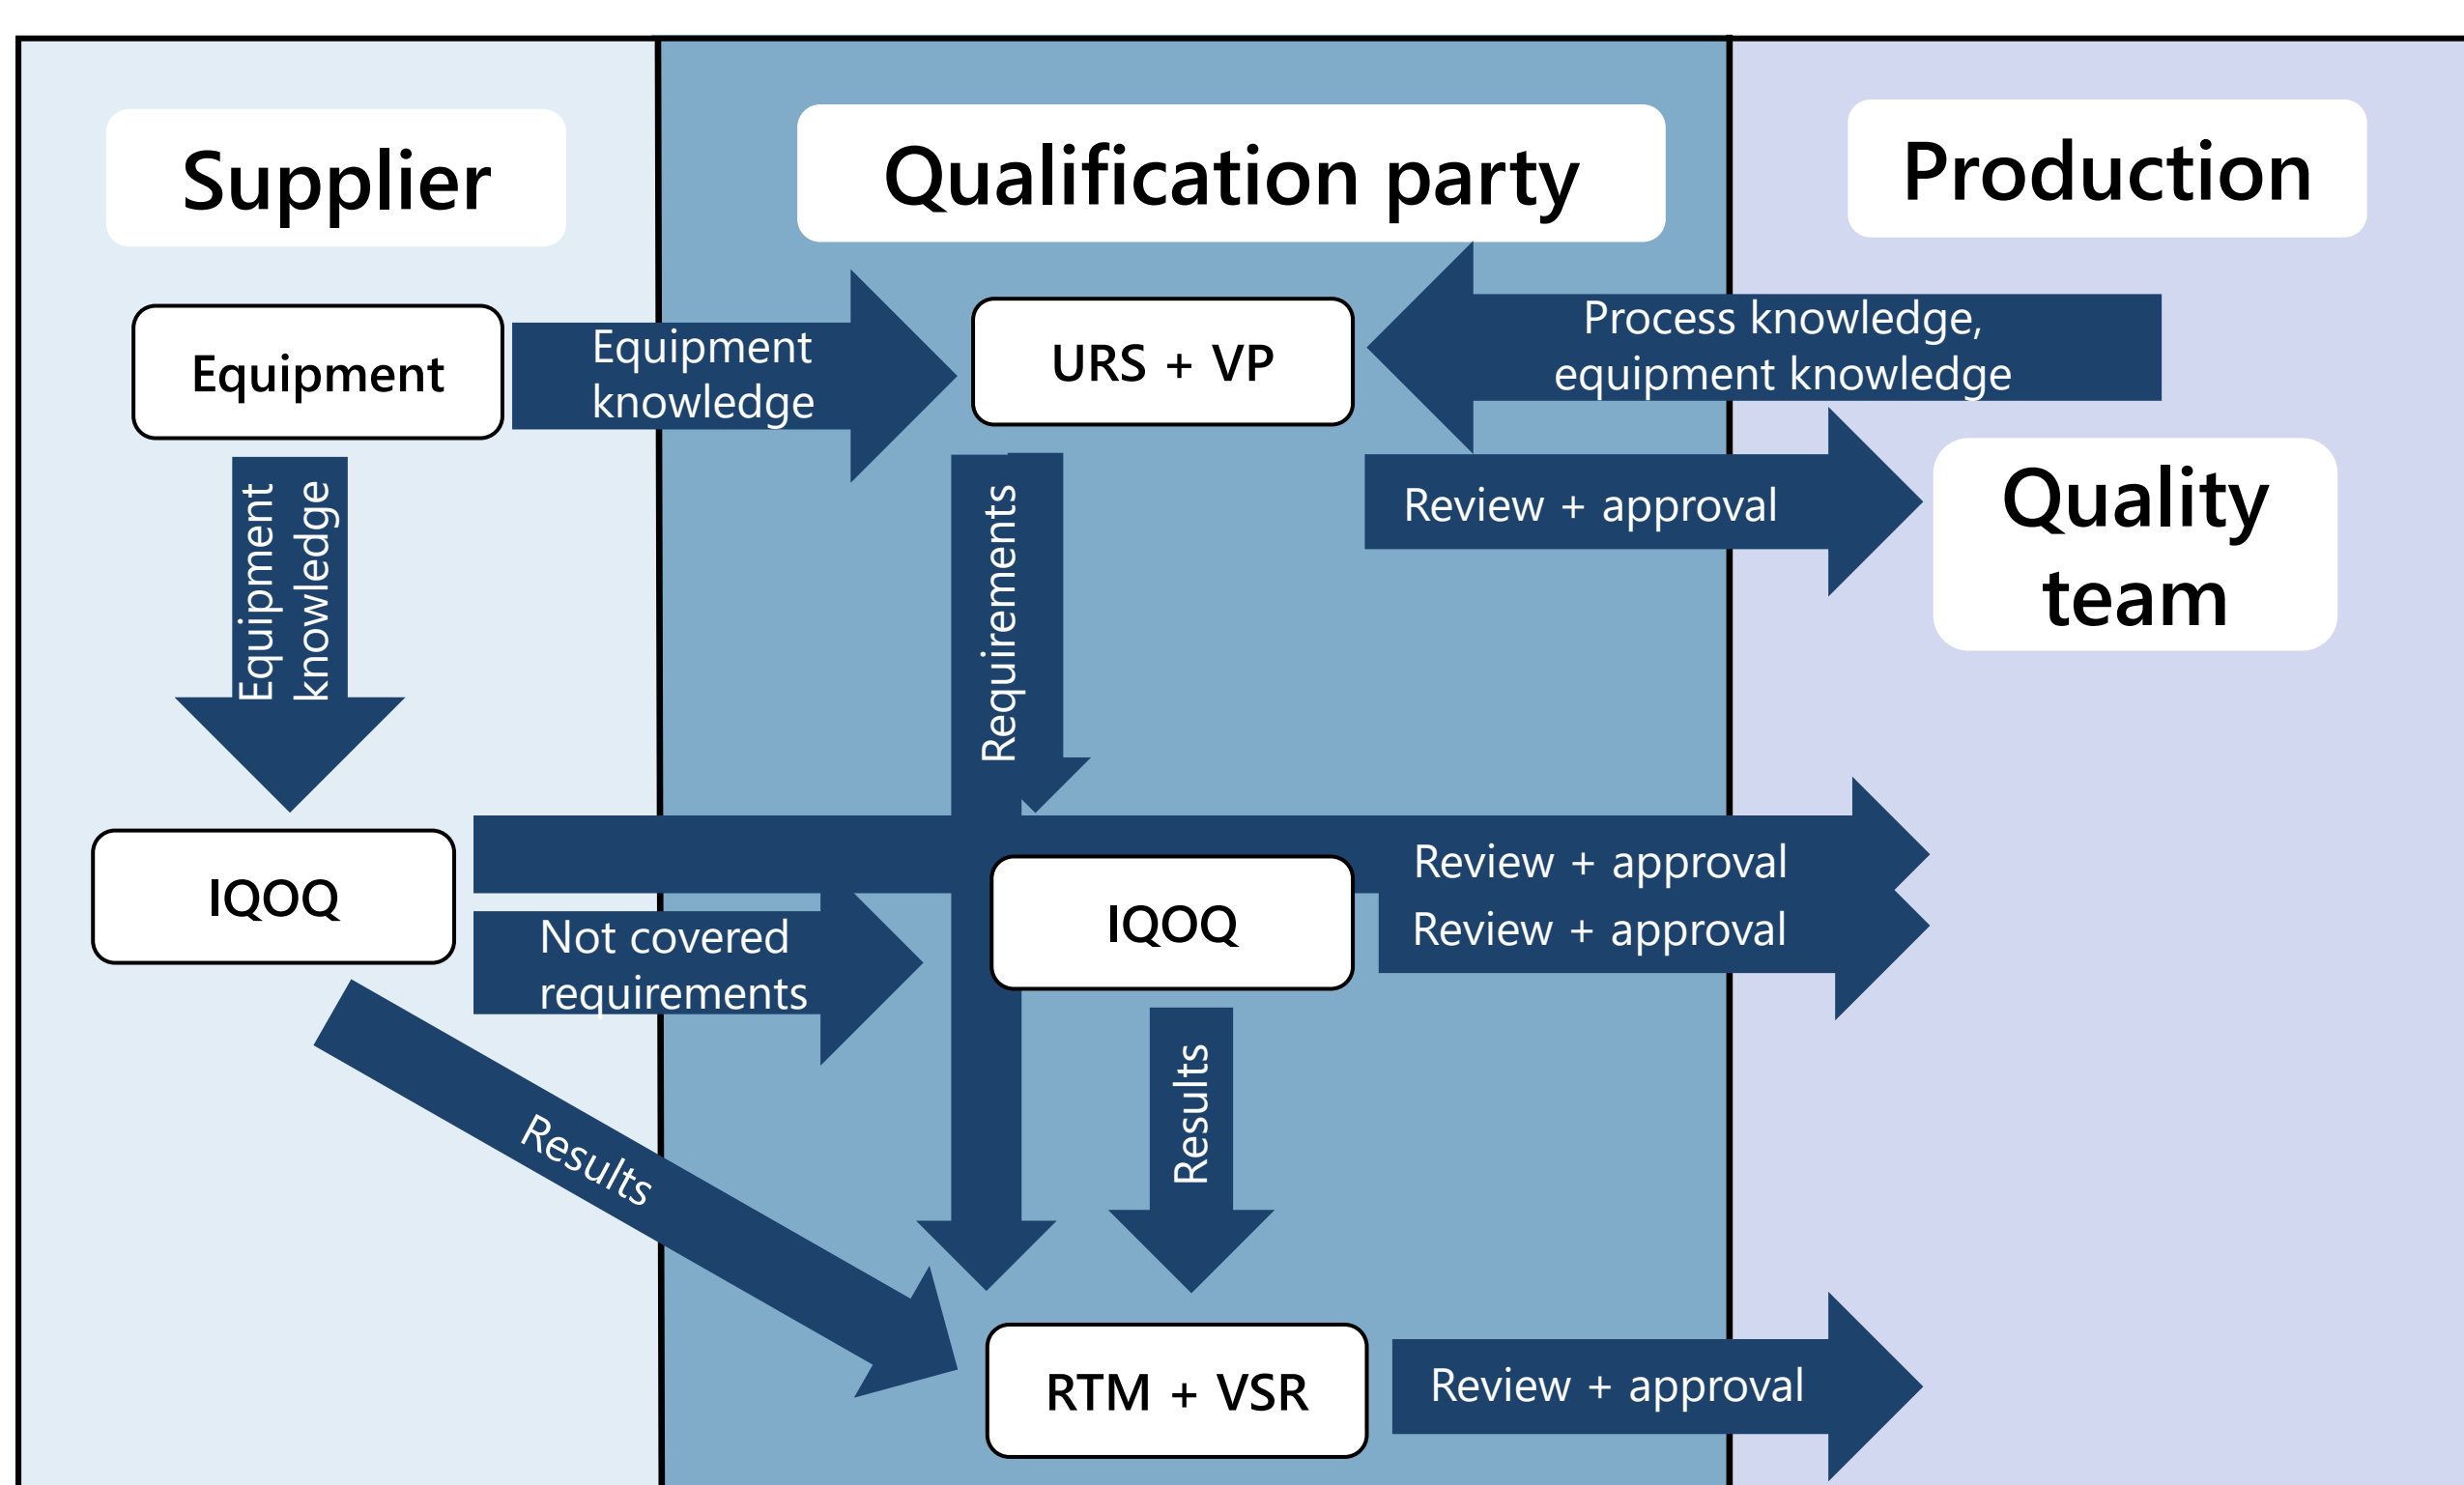 Supplier
Qualification party
Production
Equipment
Equipment
knowledge
URS + VP
Process knowledge,
equipment knowledge
Review + approval
Quality
team
Equipment
knowledge
Requirements
IQOQ
Not covered
requirements
IQOQ
Review + approval
Review + approval
Results
Results
RTM + VSR
Review + approval